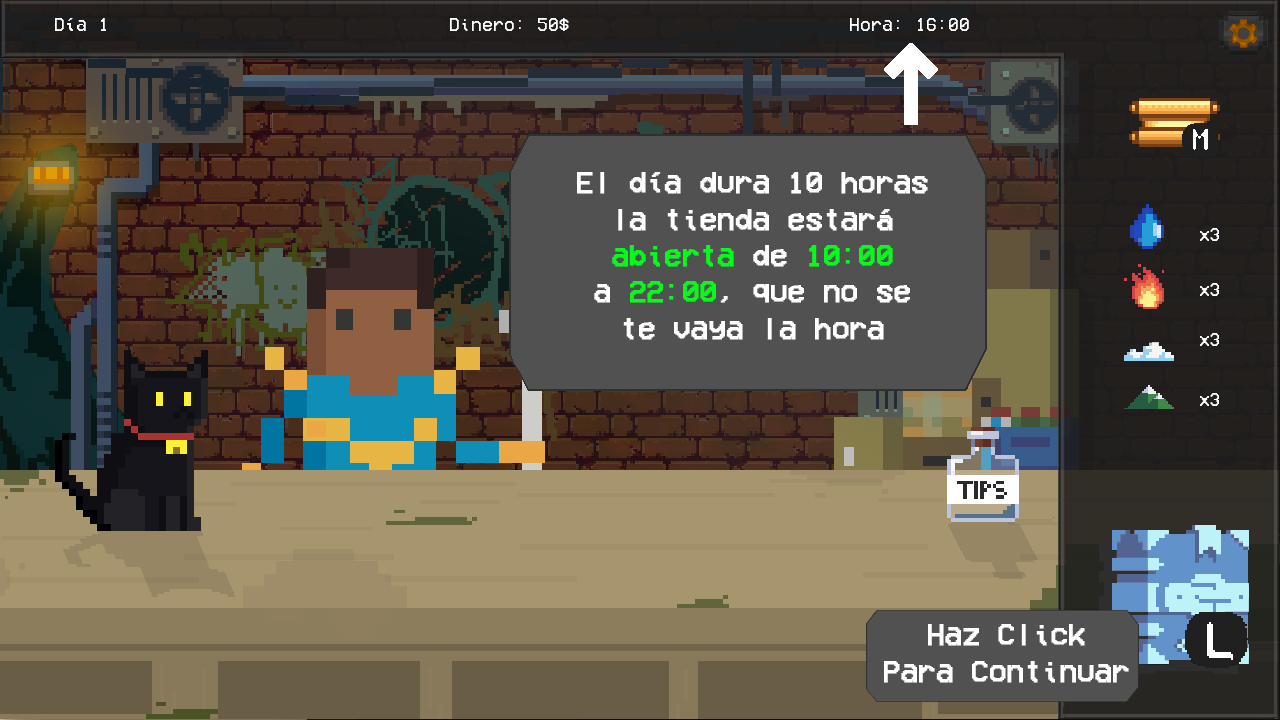 Día 1
Dinero: 50$
Hora: 16:00
M
El día dura 10 horas
la tienda estará
abierta de 10:00
a 22:00, que no se
te vaya la hora
x3
x3
x3
x3
TIPS
L
Haz Click
Para Continuar